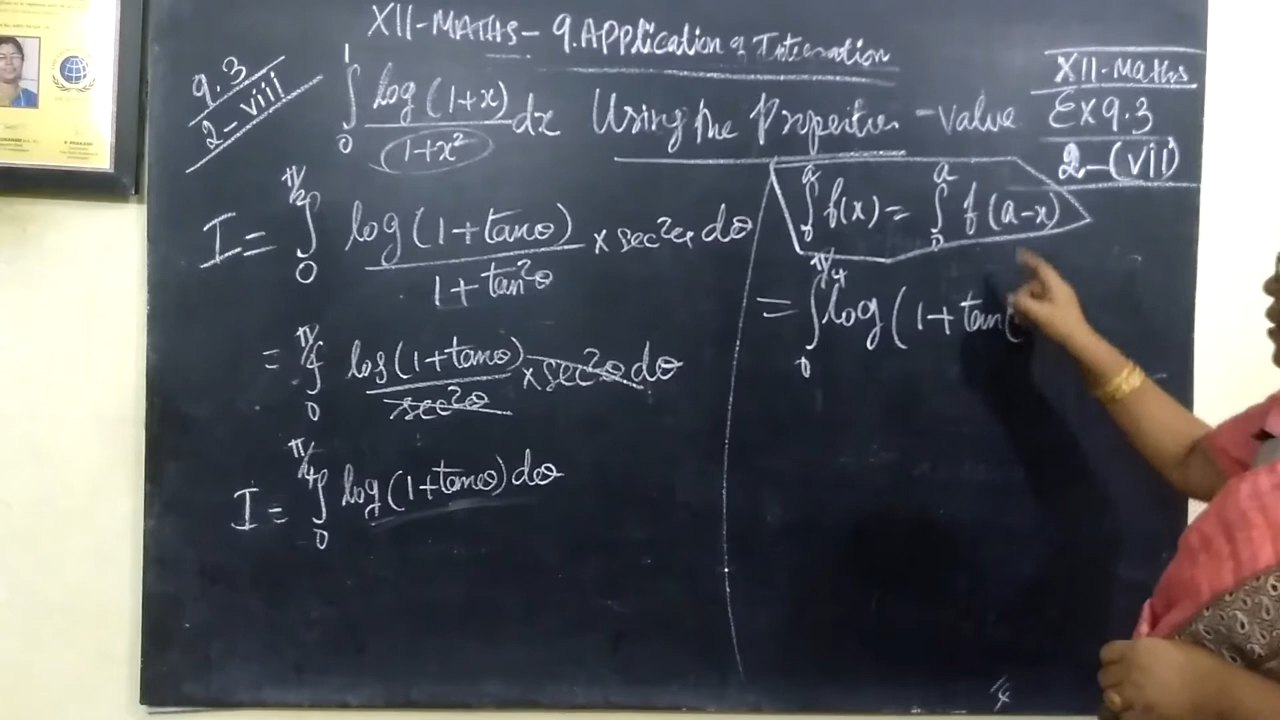 XII-MATHS- 9.APPlication of Integration
9.3
2-viii
∫₀¹ log(1+x)/(1+x²) dx Using the Properties -value
XII-Maths
EX 9.3
2-(vii)
∫₀ᵃ f(x) = ∫₀ᵃ f(a-x)
I = ∫₀^(π/2) log(1+tanθ)/(1+tan²θ) × sec²θ dθ
= ∫₀^(π/4) log(1+tanθ)/sec²θ × sec²θ dθ
I = ∫₀^(π/4) log(1+tanθ) dθ
= ∫₀^(π/4) log(1+tan(